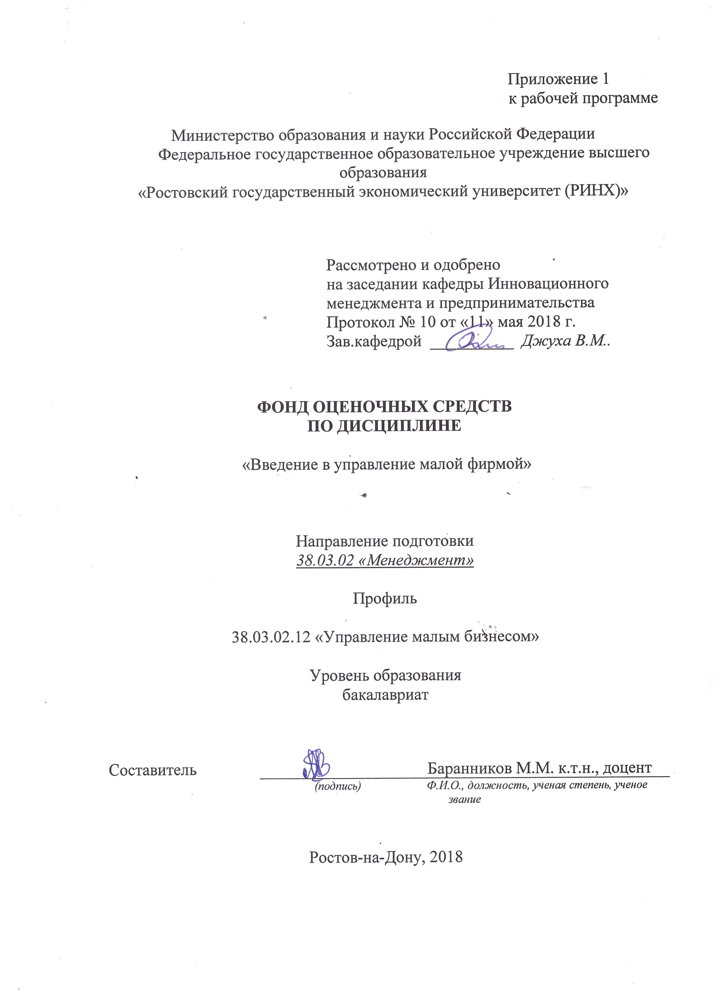 Приложение 1
к рабочей программе
Министерство образования и науки Российской Федерации
Федеральное государственное образовательное учреждение высшего
образования
«Ростовский государственный экономический университет (РИНХ)»
Рассмотрено и одобрено
на заседании кафедры Инновационного
менеджмента и предпринимательства
Протокол № 10 от «11» мая 2018 г.
Зав.кафедрой Джуха В.М..
ФОНД ОЦЕНОЧНЫХ СРЕДСТВ
ПО ДИСЦИПЛИНЕ
«Введение в управление малой фирмой»
Направление подготовки
38.03.02 «Менеджмент»
Профиль
38.03.02.12 «Управление малым бизнесом»
Уровень образования
бакалавриат
Составитель Баранников М.М. к.т.н., доцент
(подпись) Ф.И.О., должность, ученая степень, ученое
звание
Ростов-на-Дону, 2018